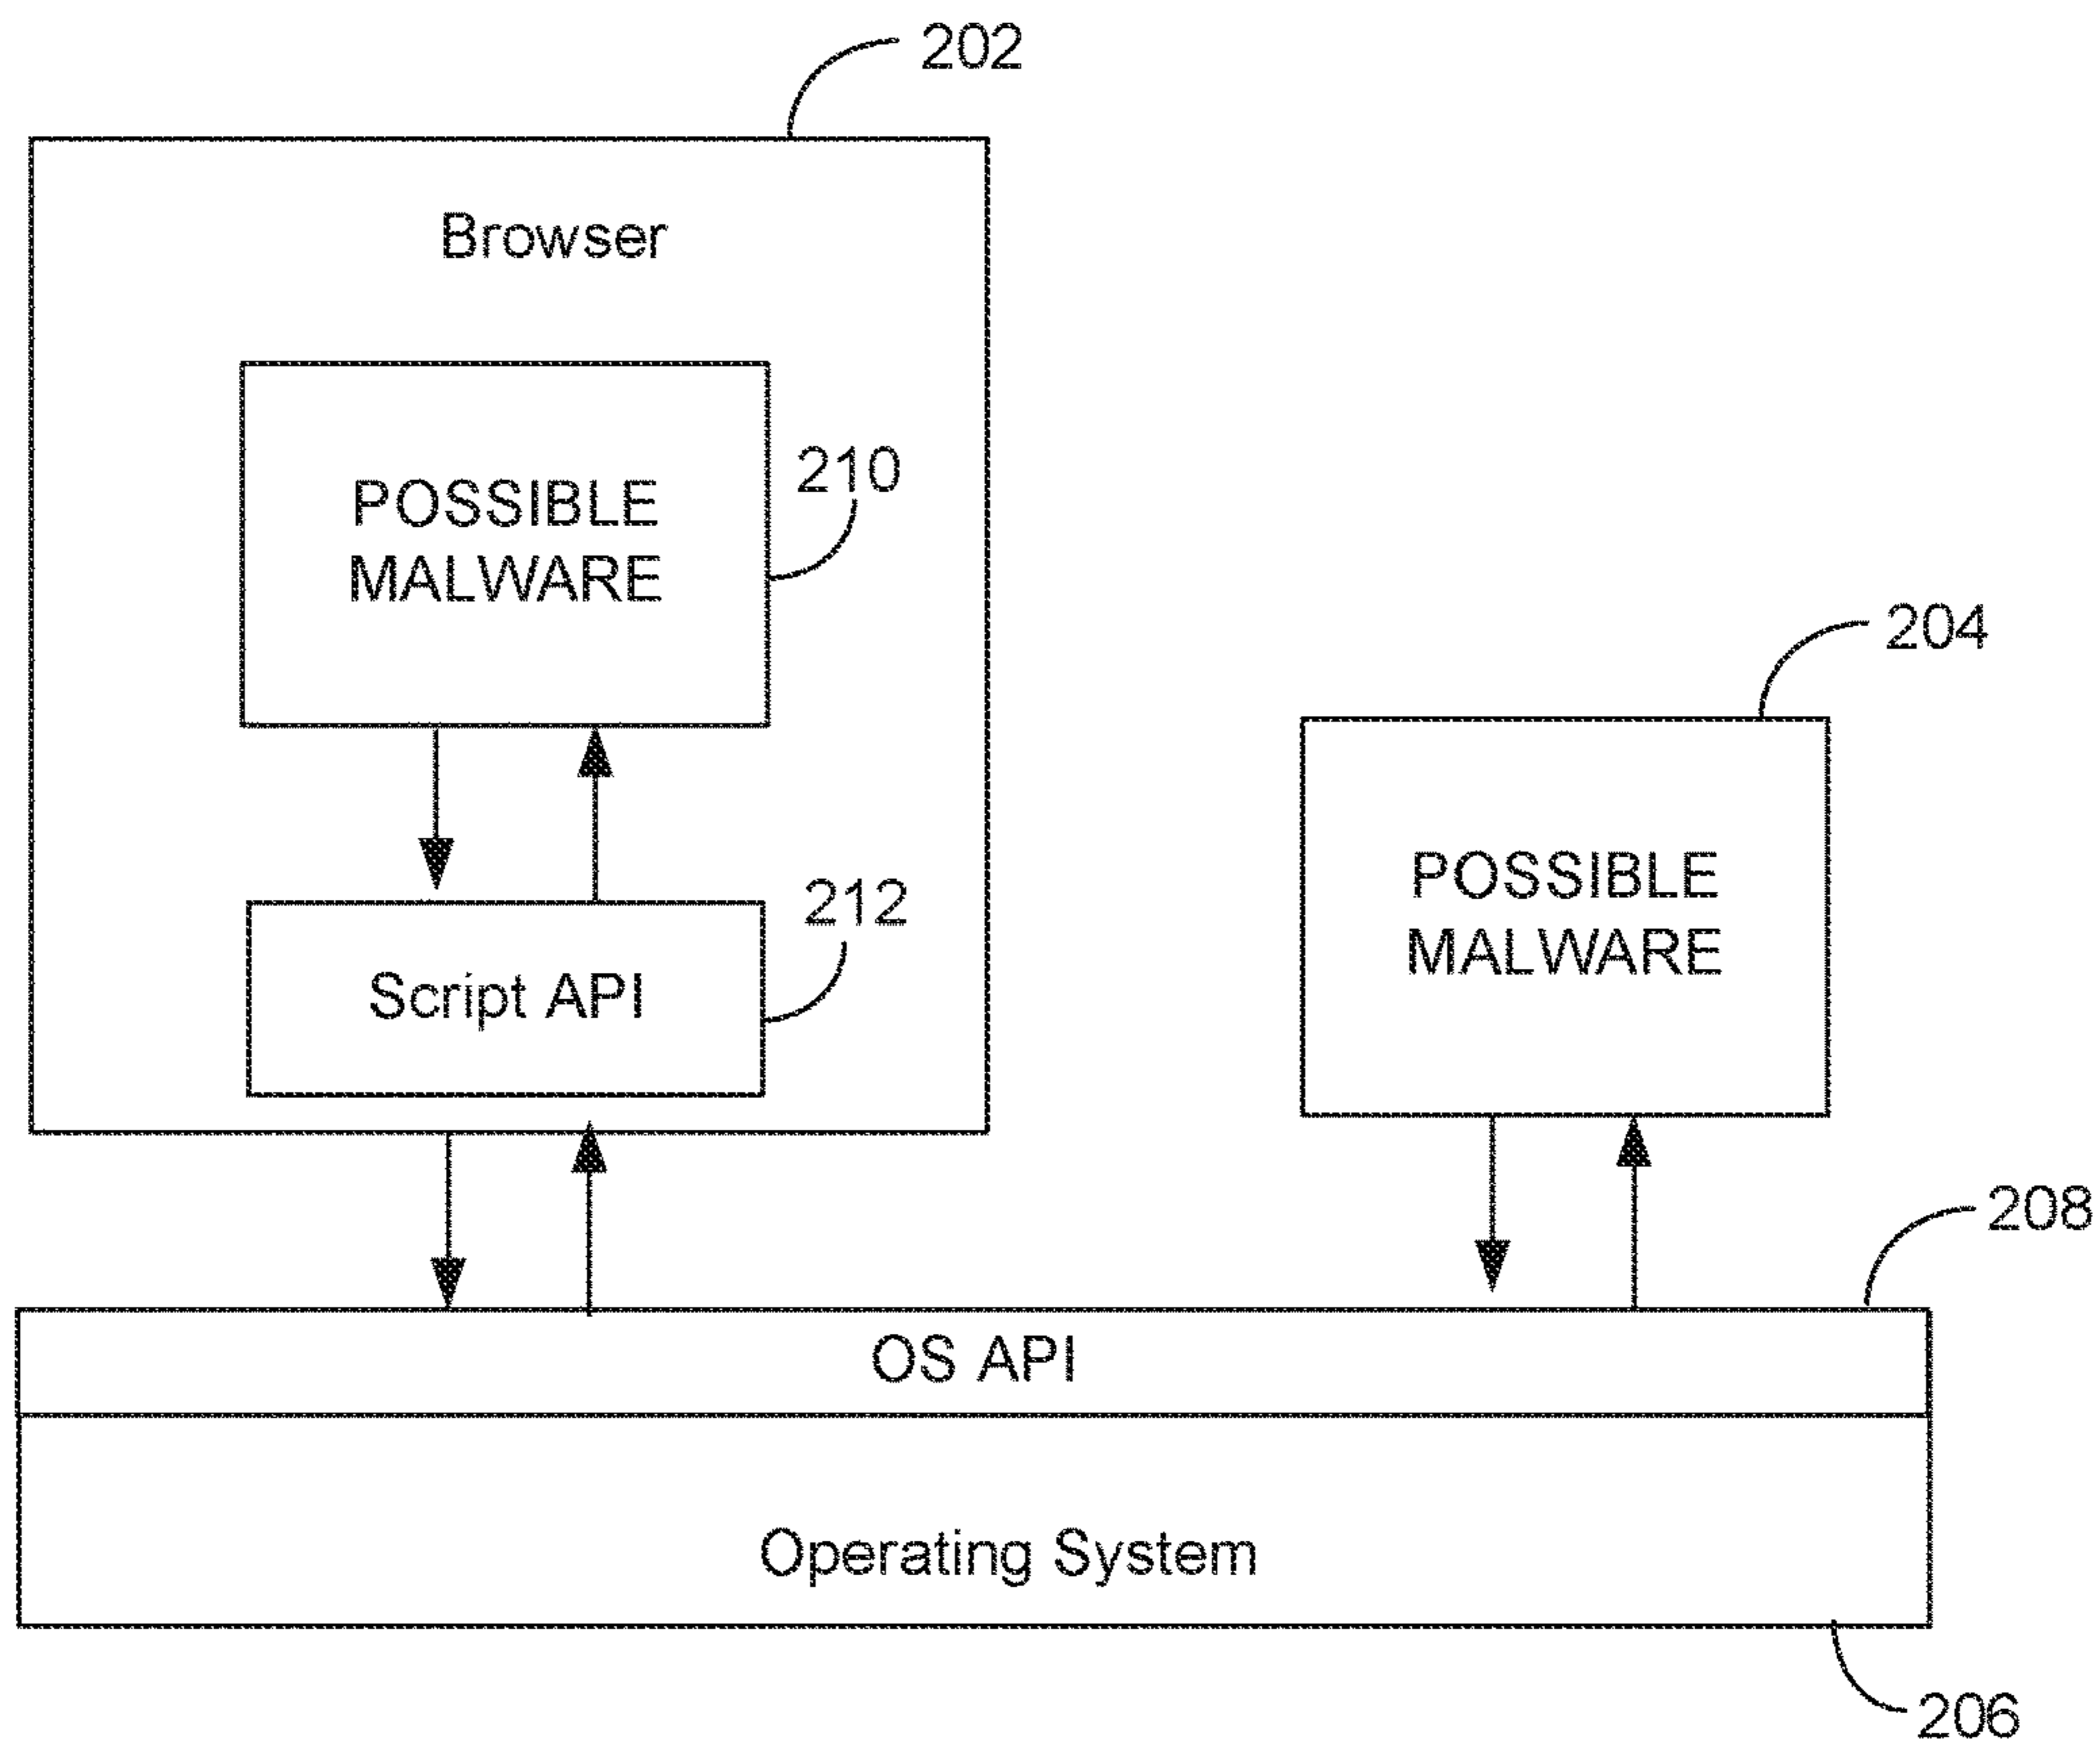 202
Browser
POSSIBLE
MALWARE
210
204
POSSIBLE
MALWARE
212
Script API
208
OS API
Operating System
206